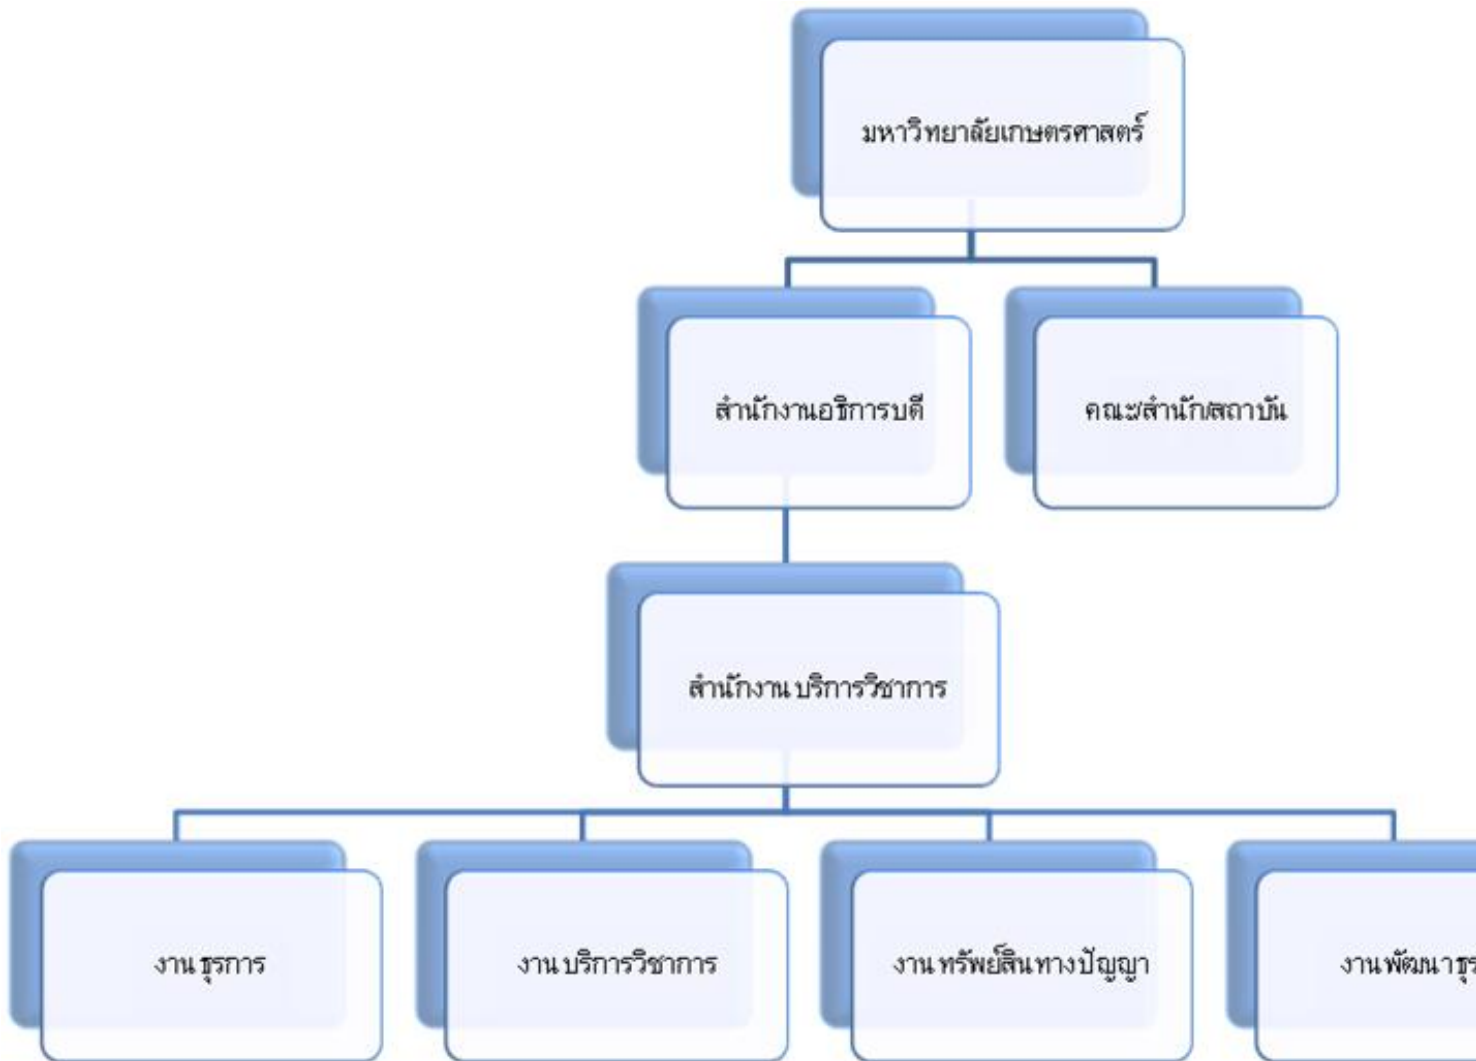 มหาวิทยาลัยเกษตรศาสตร์
สำนักงานอธิการบดี
คณะ/สำนัก/สถาบัน
สำนักงานบริการวิชาการ
งานธุรการ
งานบริการวิชาการ
งานทรัพย์สินทางปัญญา
งานพัฒนาธุร